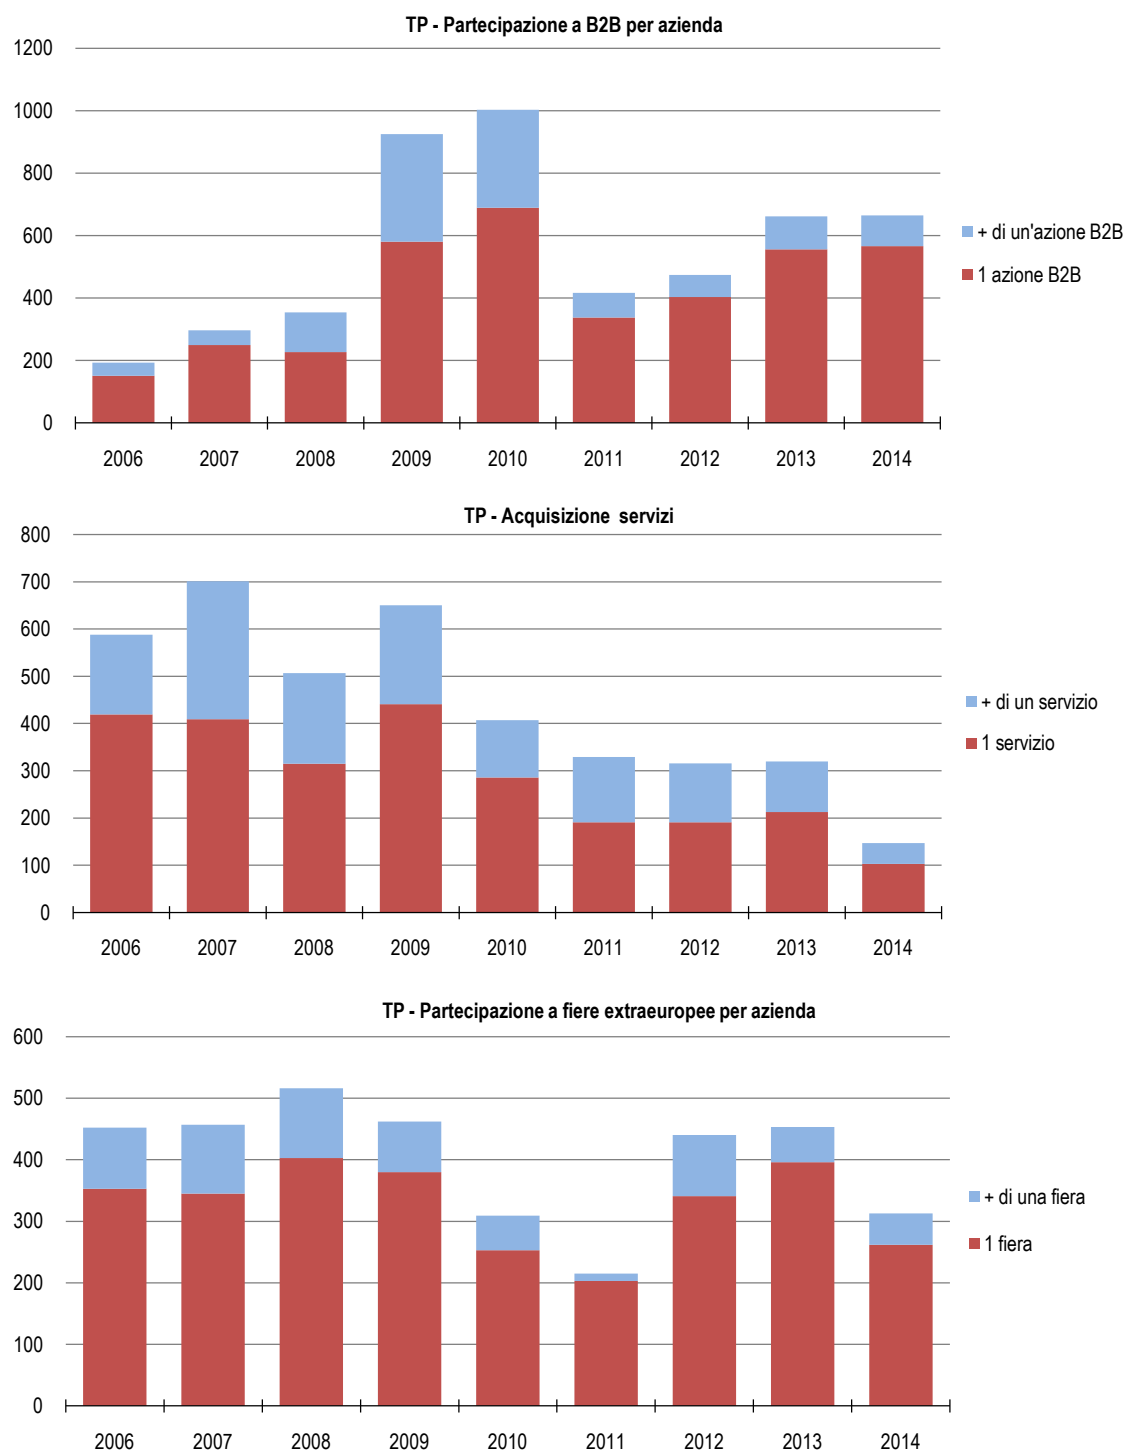 TP - Partecipazione a B2B per azienda
1200
1000
800
600
400
200
0
2006 2007 2008 2009 2010 2011 2012 2013 2014
+ di un'azione B2B
1 azione B2B
TP - Acquisizione servizi
800
700
600
500
400
300
200
100
0
2006 2007 2008 2009 2010 2011 2012 2013 2014
+ di un servizio
1 servizio
TP - Partecipazione a fiere extraeuropee per azienda
600
500
400
300
200
100
0
2006 2007 2008 2009 2010 2011 2012 2013 2014
+ di una fiera
1 fiera